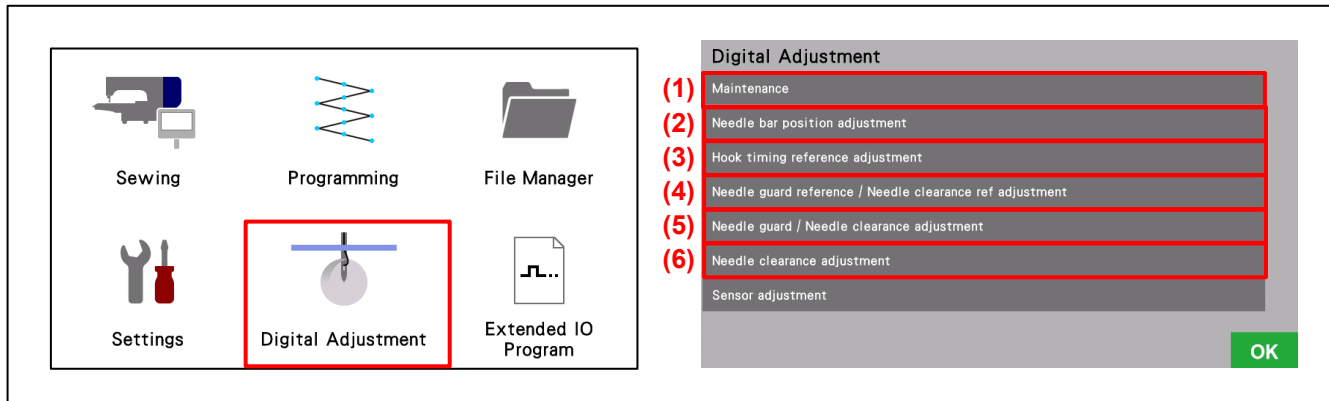 Sewing
Programming
File Manager
Settings
Digital Adjustment
Extended IO
Program
Digital Adjustment
(1) Maintenance
(2) Needle bar position adjustment
(3) Hook timing reference adjustment
(4) Needle guard reference / Needle clearance ref adjustment
(5) Needle guard / Needle clearance adjustment
(6) Needle clearance adjustment
Sensor adjustment
OK